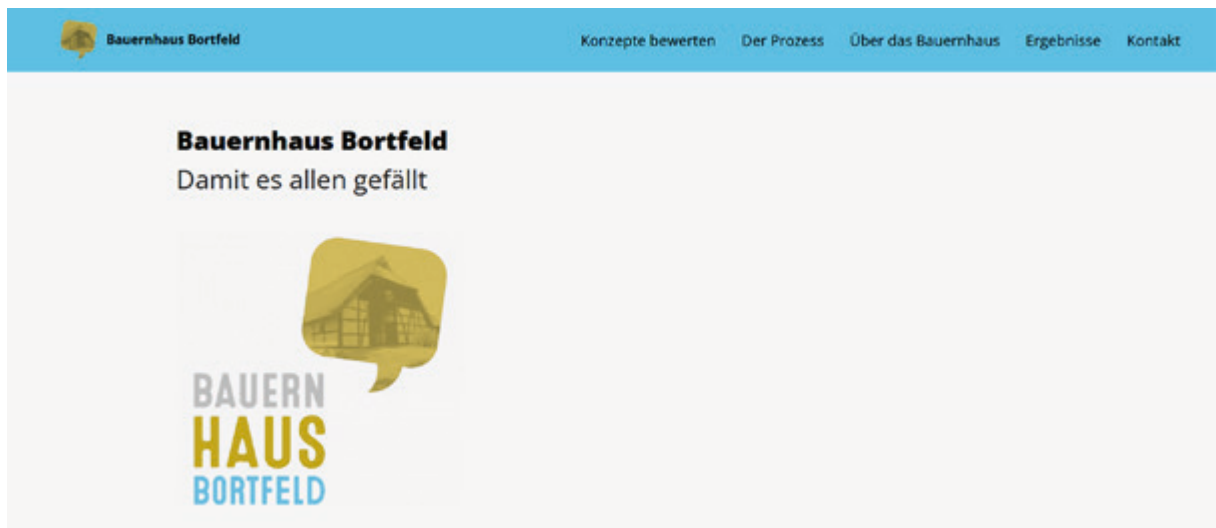 Bauernhaus Bortfeld
Konzepte bewerten Der Prozess Über das Bauernhaus Ergebnisse Kontakt
Bauernhaus Bortfeld
Damit es allen gefällt
BAUERN
HAUS
BORTFELD